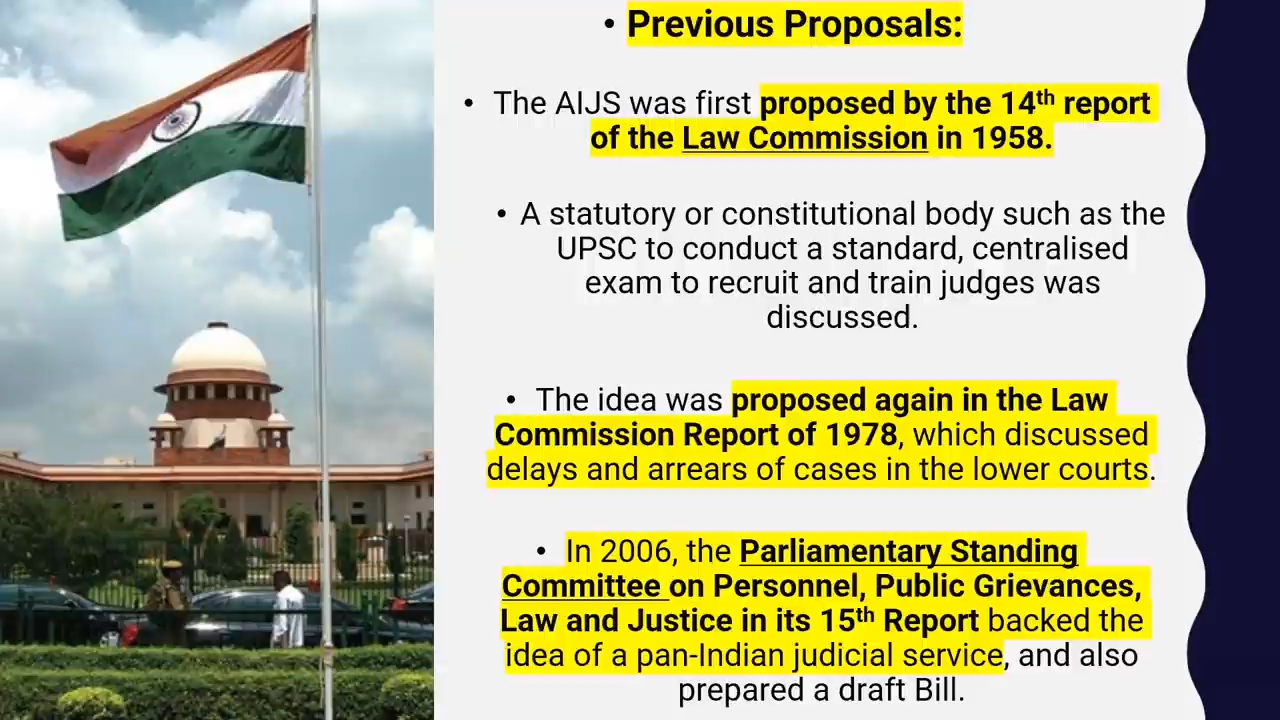 • Previous Proposals:
• The AIJS was first proposed by the 14th report
of the Law Commission in 1958.
• A statutory or constitutional body such as the
UPSC to conduct a standard, centralised
exam to recruit and train judges was
discussed.
• The idea was proposed again in the Law
Commission Report of 1978, which discussed
delays and arrears of cases in the lower courts.
• In 2006, the Parliamentary Standing
Committee on Personnel, Public Grievances,
Law and Justice in its 15th Report backed the
idea of a pan-Indian judicial service, and also
prepared a draft Bill.